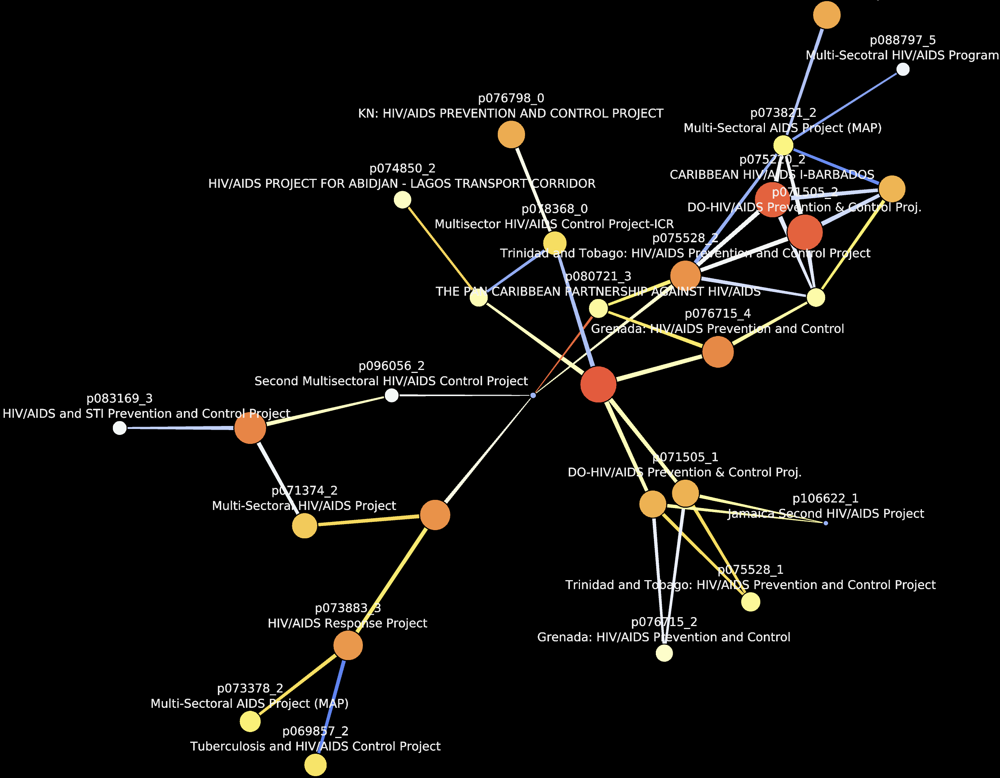 p088797_5
Multi-Secotral HIV/AIDS Program
p076798_0
KN: HIV/AIDS PREVENTION AND CONTROL PROJECT
p073821_2
Multi-Sectoral AIDS Project (MAP)
p074850_2
HIV/AIDS PROJECT FOR ABIDJAN - LAGOS TRANSPORT CORRIDOR
p075220_2
CARIBBEAN HIV/AIDS I-BARBADOS
p071505_2
DO-HIV/AIDS Prevention & Control Proj.
p078368_0
Multisector HIV/AIDS Control Project-ICR
p075528_2
Trinidad and Tobago: HIV/AIDS Prevention and Control Project
p080721_3
THE PAN CARIBBEAN PARTNERSHIP AGAINST HIV/AIDS
p076715_4
Grenada: HIV/AIDS Prevention and Control
p096056_2
Second Multisectoral HIV/AIDS Control Project
p083169_3
HIV/AIDS and STI Prevention and Control Project
p071505_1
DO-HIV/AIDS Prevention & Control Proj.
p071374_2
Multi-Sectoral HIV/AIDS Project
p106622_1
Jamaica Second HIV/AIDS Project
p075528_1
Trinidad and Tobago: HIV/AIDS Prevention and Control Project
p073883_3
HIV/AIDS Response Project
p076715_2
Grenada: HIV/AIDS Prevention and Control
p073378_2
Multi-Sectoral AIDS Project (MAP)
p069857_2
Tuberculosis and HIV/AIDS Control Project